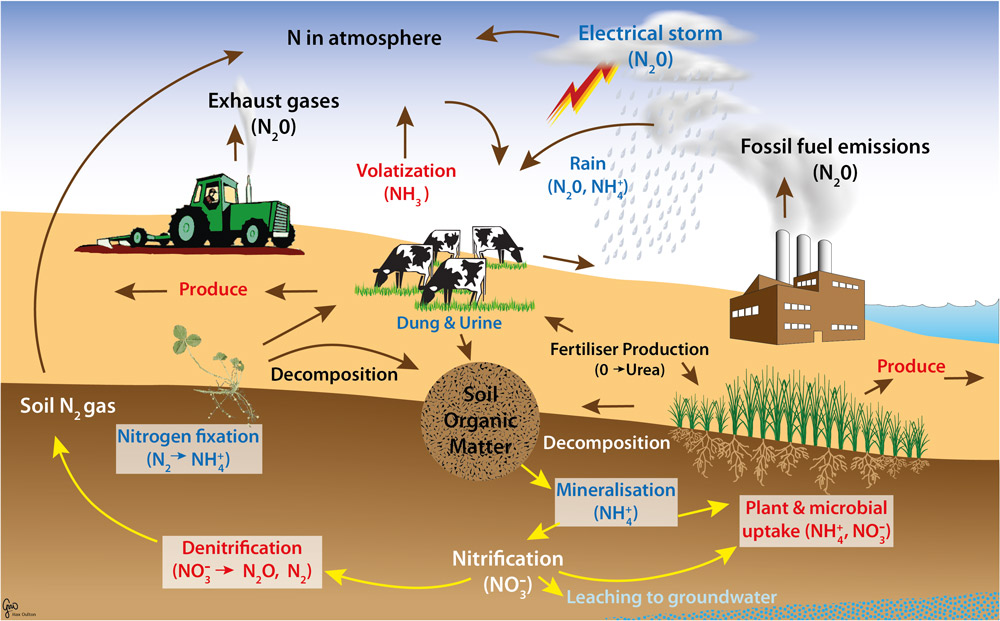 N in atmosphere
Electrical storm
(N₂0)
Exhaust gases
(N₂0)
Volatization
(NH₃)
Rain
(N₂0, NH₄⁺)
Fossil fuel emissions
(N₂0)
Produce
Dung & Urine
Fertiliser Production
(0 → Urea)
Produce
Decomposition
Soil N₂ gas
Soil
Organic
Matter
Nitrogen fixation
(N₂ → NH₄⁺)
Decomposition
Mineralisation
(NH₄⁺)
Plant & microbial
uptake (NH₄⁺, NO₃⁻)
Denitrification
(NO₃⁻ → N₂O, N₂)
Nitrification
(NO₃⁻)
Leaching to groundwater
Max Oulton